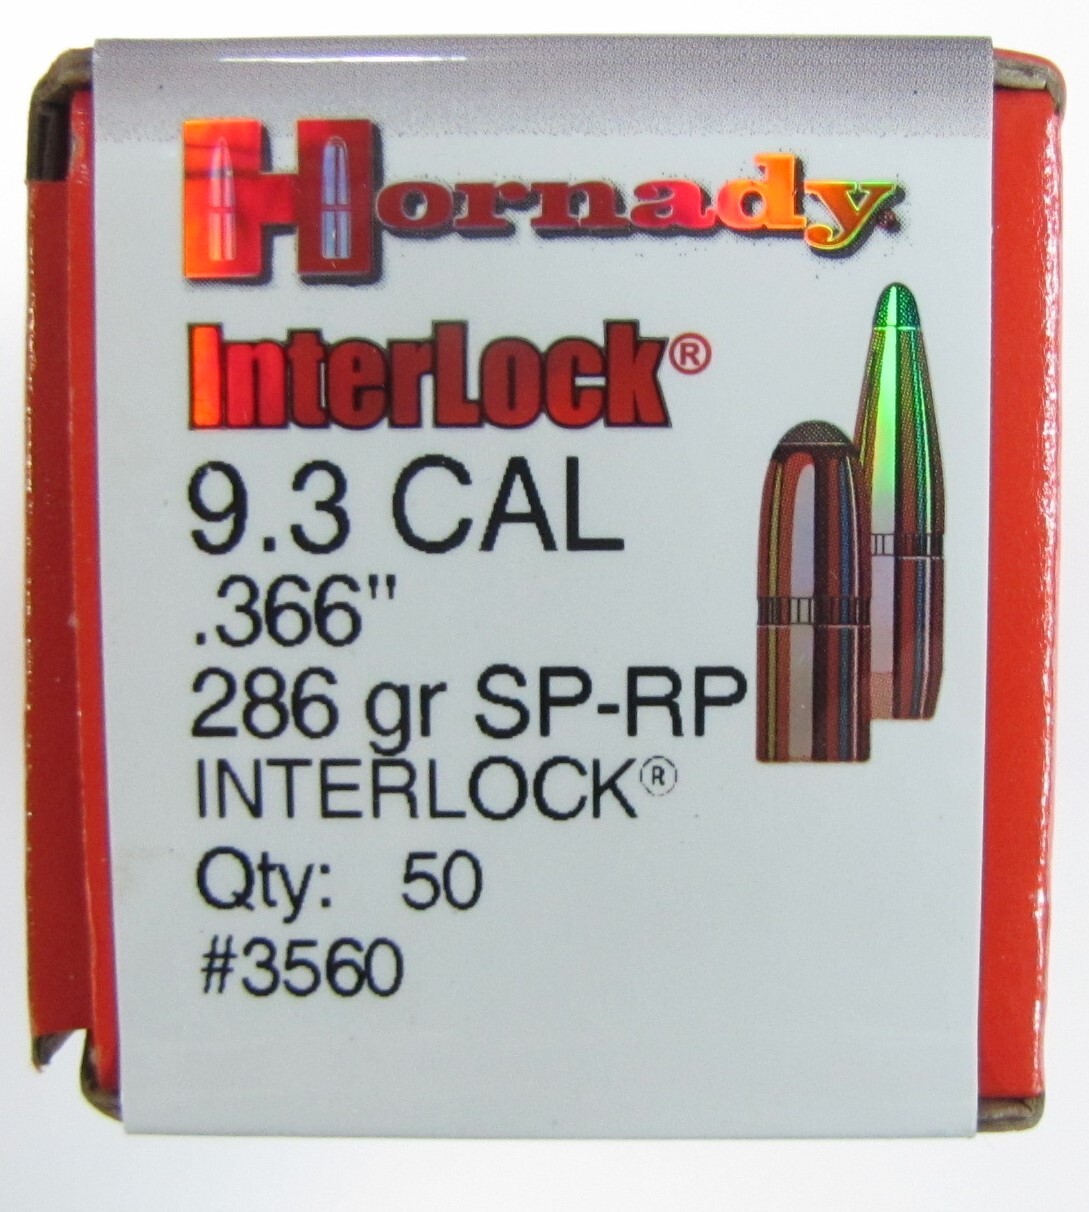 Hornady
InterLock®
9.3 CAL
.366"
286 gr SP-RP
INTERLOCK®
Qty: 50
#3560